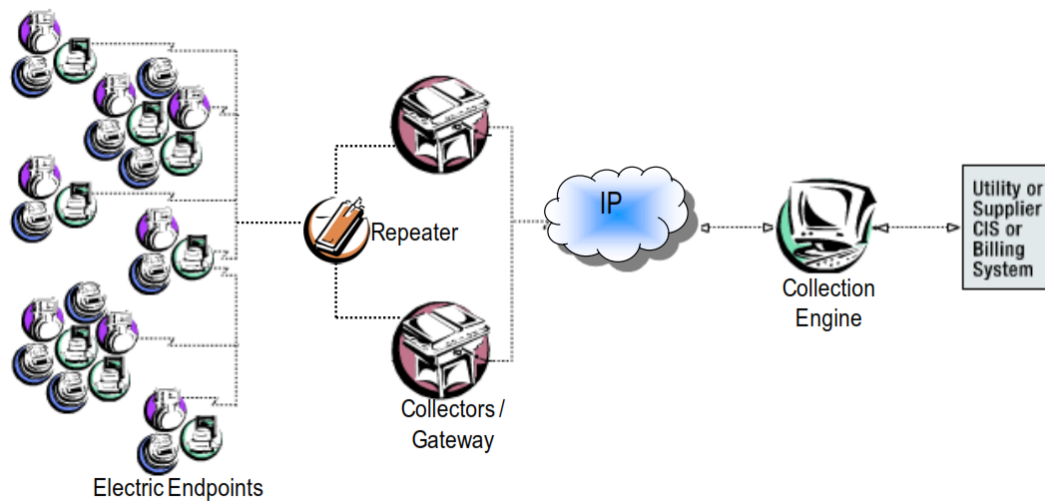 Repeater
IP
Utility or
Supplier
CIS or
Billing
System
Collection
Engine
Collectors /
Gateway
Electric Endpoints